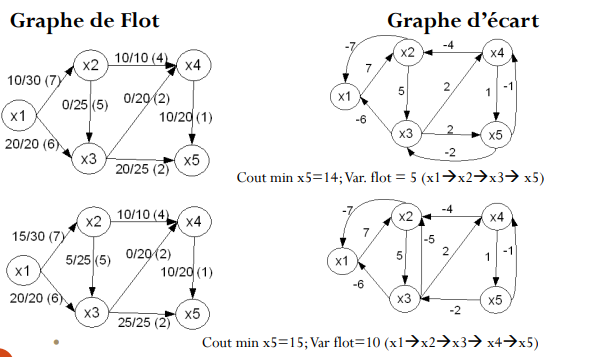 Graphe de Flot
Graphe d'écart
x2
10/10 (4)
x4
10/30 (7)
0/25 (5)
0/20 (2)
10/20 (1)
x1
20/20 (6)
x3
20/25 (2)
x5
-7
x2
-4
x4
7
x1
5
2
1
-1
-6
x3
2
x5
-2
Cout min x5=14; Var. flot = 5 (x1→x2→x3→ x5)
x2
10/10 (4)
x4
15/30 (7)
5/25 (5)
0/20 (2)
10/20 (1)
x1
20/20 (6)
x3
25/25 (2)
x5
-7
x2
-4
x4
7
-5
x1
5
2
1
-1
-6
x3
x5
-2
Cout min x5=15; Var flot=10 (x1→x2→x3→ x4→x5)